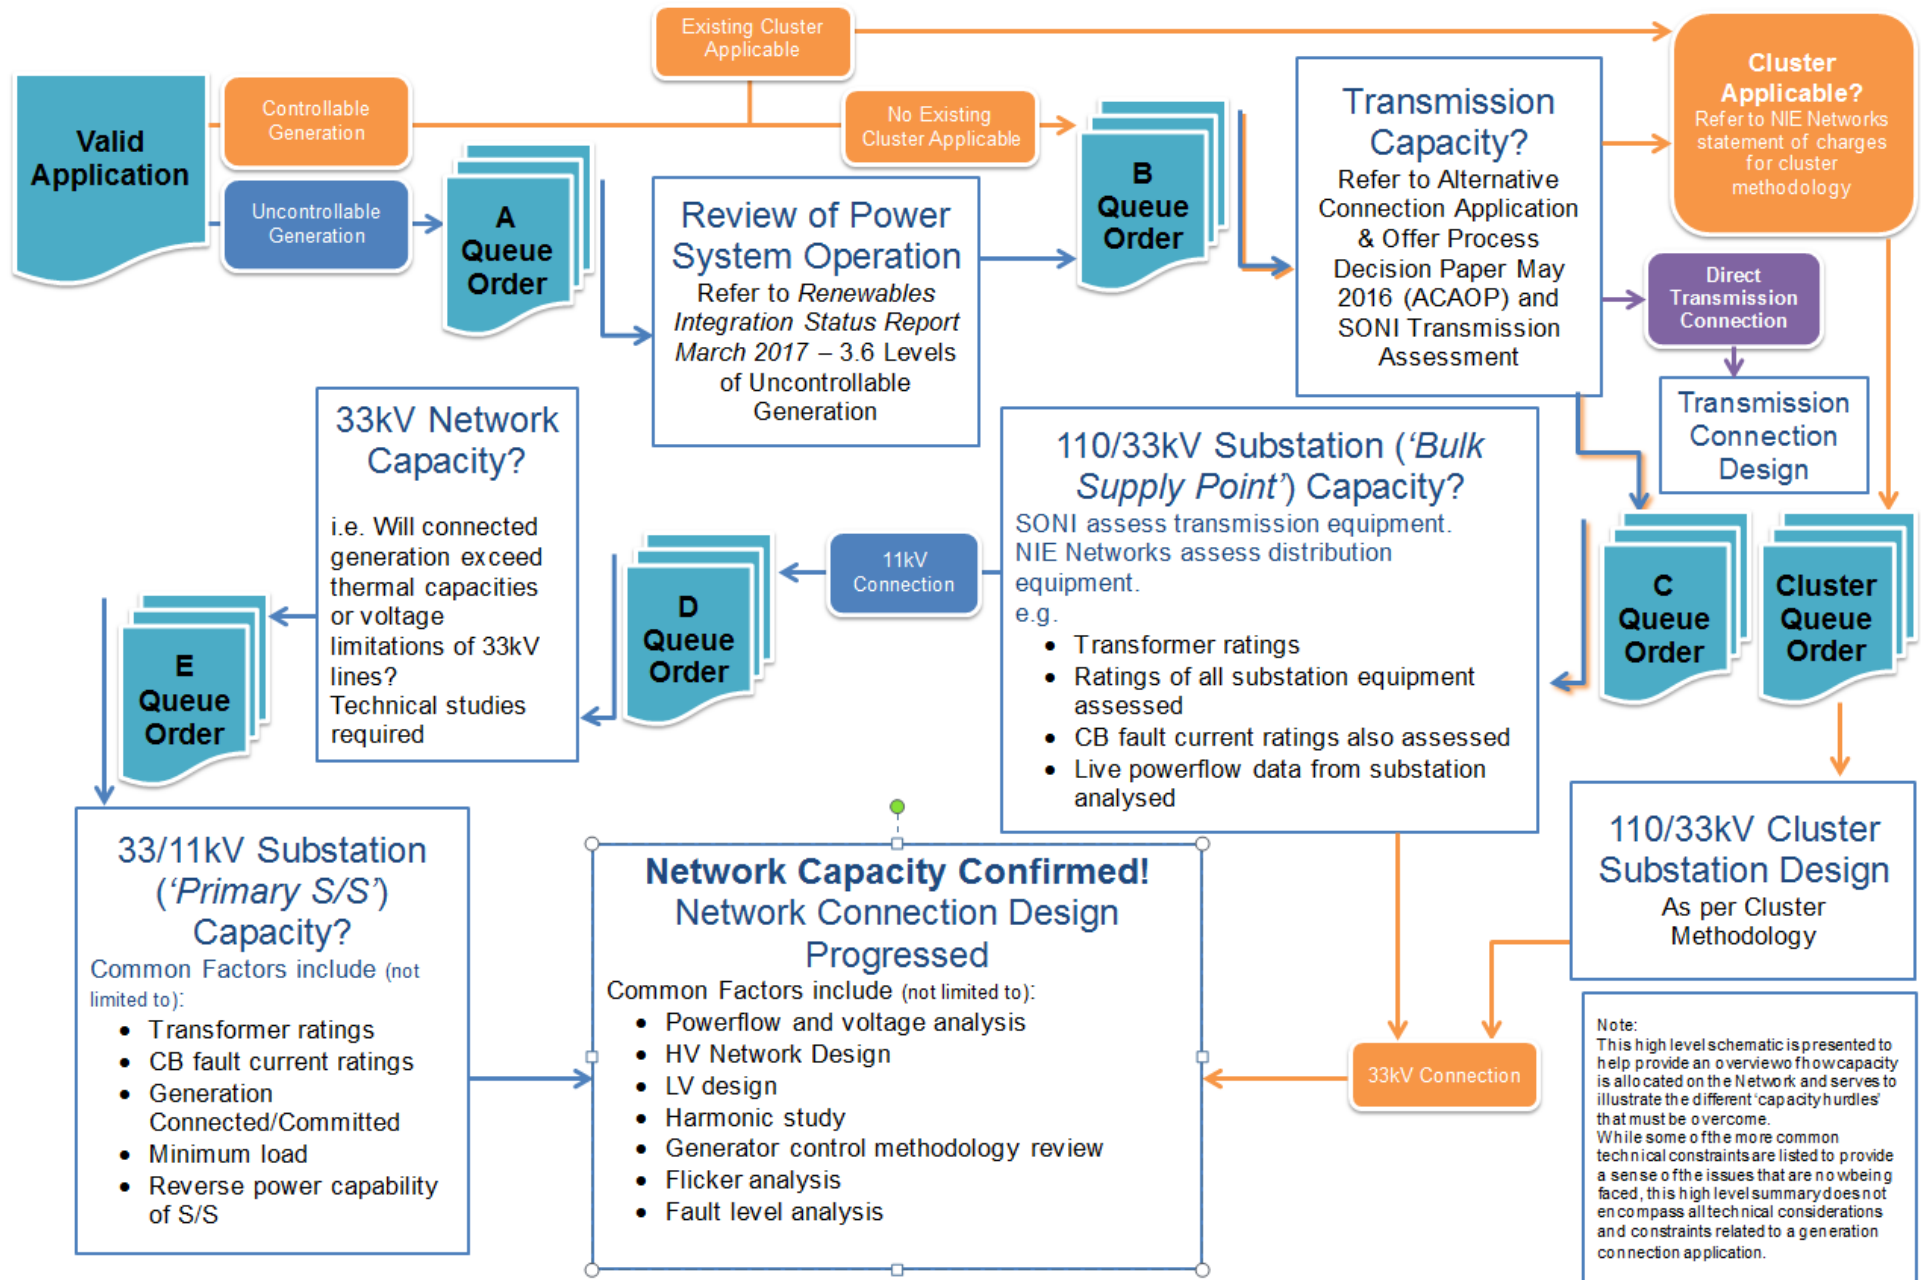 Existing Cluster
Applicable
Cluster
Applicable?
Refer to NIE Networks
statement of charges
for cluster
methodology
Valid
Application
Controllable
Generation
No Existing
Cluster Applicable
Uncontrollable
Generation
A
Queue
Order
Review of Power
System Operation
Refer to Renewables
Integration Status Report
March 2017 – 3.6 Levels
of Uncontrollable
Generation
B
Queue
Order
Transmission
Capacity?
Refer to Alternative
Connection Application
& Offer Process
Decision Paper May
2016 (ACAOP) and
SONI Transmission
Assessment
Direct
Transmission
Connection
Transmission
Connection
Design
33kV Network
Capacity?
i.e. Will connected
generation exceed
thermal capacities
or voltage
limitations of 33kV
lines?
Technical studies
required
110/33kV Substation (‘Bulk
Supply Point’) Capacity?
SONI assess transmission equipment.
NIE Networks assess distribution
equipment.
e.g.
• Transformer ratings
• Ratings of all substation equipment
assessed
• CB fault current ratings also assessed
• Live powerflow data from substation
analysed
11kV
Connection
D
Queue
Order
C
Queue
Order
Cluster
Queue
Order
E
Queue
Order
33/11kV Substation
(‘Primary S/S’)
Capacity?
Common Factors include (not
limited to):
• Transformer ratings
• CB fault current ratings
• Generation
Connected/Committed
• Minimum load
• Reverse power capability
of S/S
Network Capacity Confirmed!
Network Connection Design
Progressed
Common Factors include (not limited to):
• Powerflow and voltage analysis
• HV Network Design
• LV design
• Harmonic study
• Generator control methodology review
• Flicker analysis
• Fault level analysis
110/33kV Cluster
Substation Design
As per Cluster
Methodology
33kV Connection
Note:
This high level schematic is presented to
help provide an overview of how capacity
is allocated on the Network and serves to
illustrate the different ‘capacity hurdles’
that must be overcome.
While some of the more common
technical constraints are listed to provide
a sense of the issues that are now being
faced, this high level summary does not
encompass all technical considerations
and constraints related to a generation
connection application.